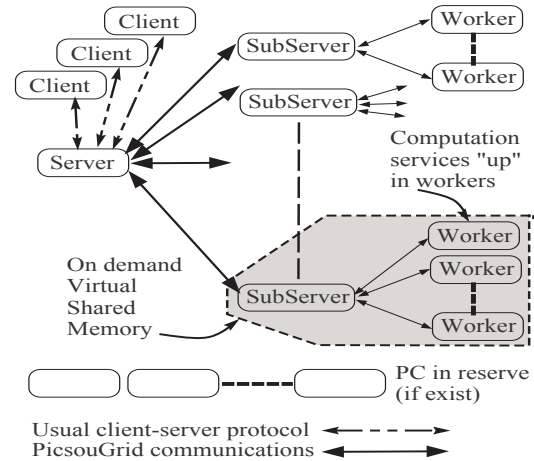 Client
Client
Client
Server
SubServer
SubServer
Worker
Worker
Computation
services "up"
in workers
On demand
Virtual
Shared
Memory
SubServer
Worker
Worker
Worker
PC in reserve
(if exist)
Usual client-server protocol
PicsouGrid communications